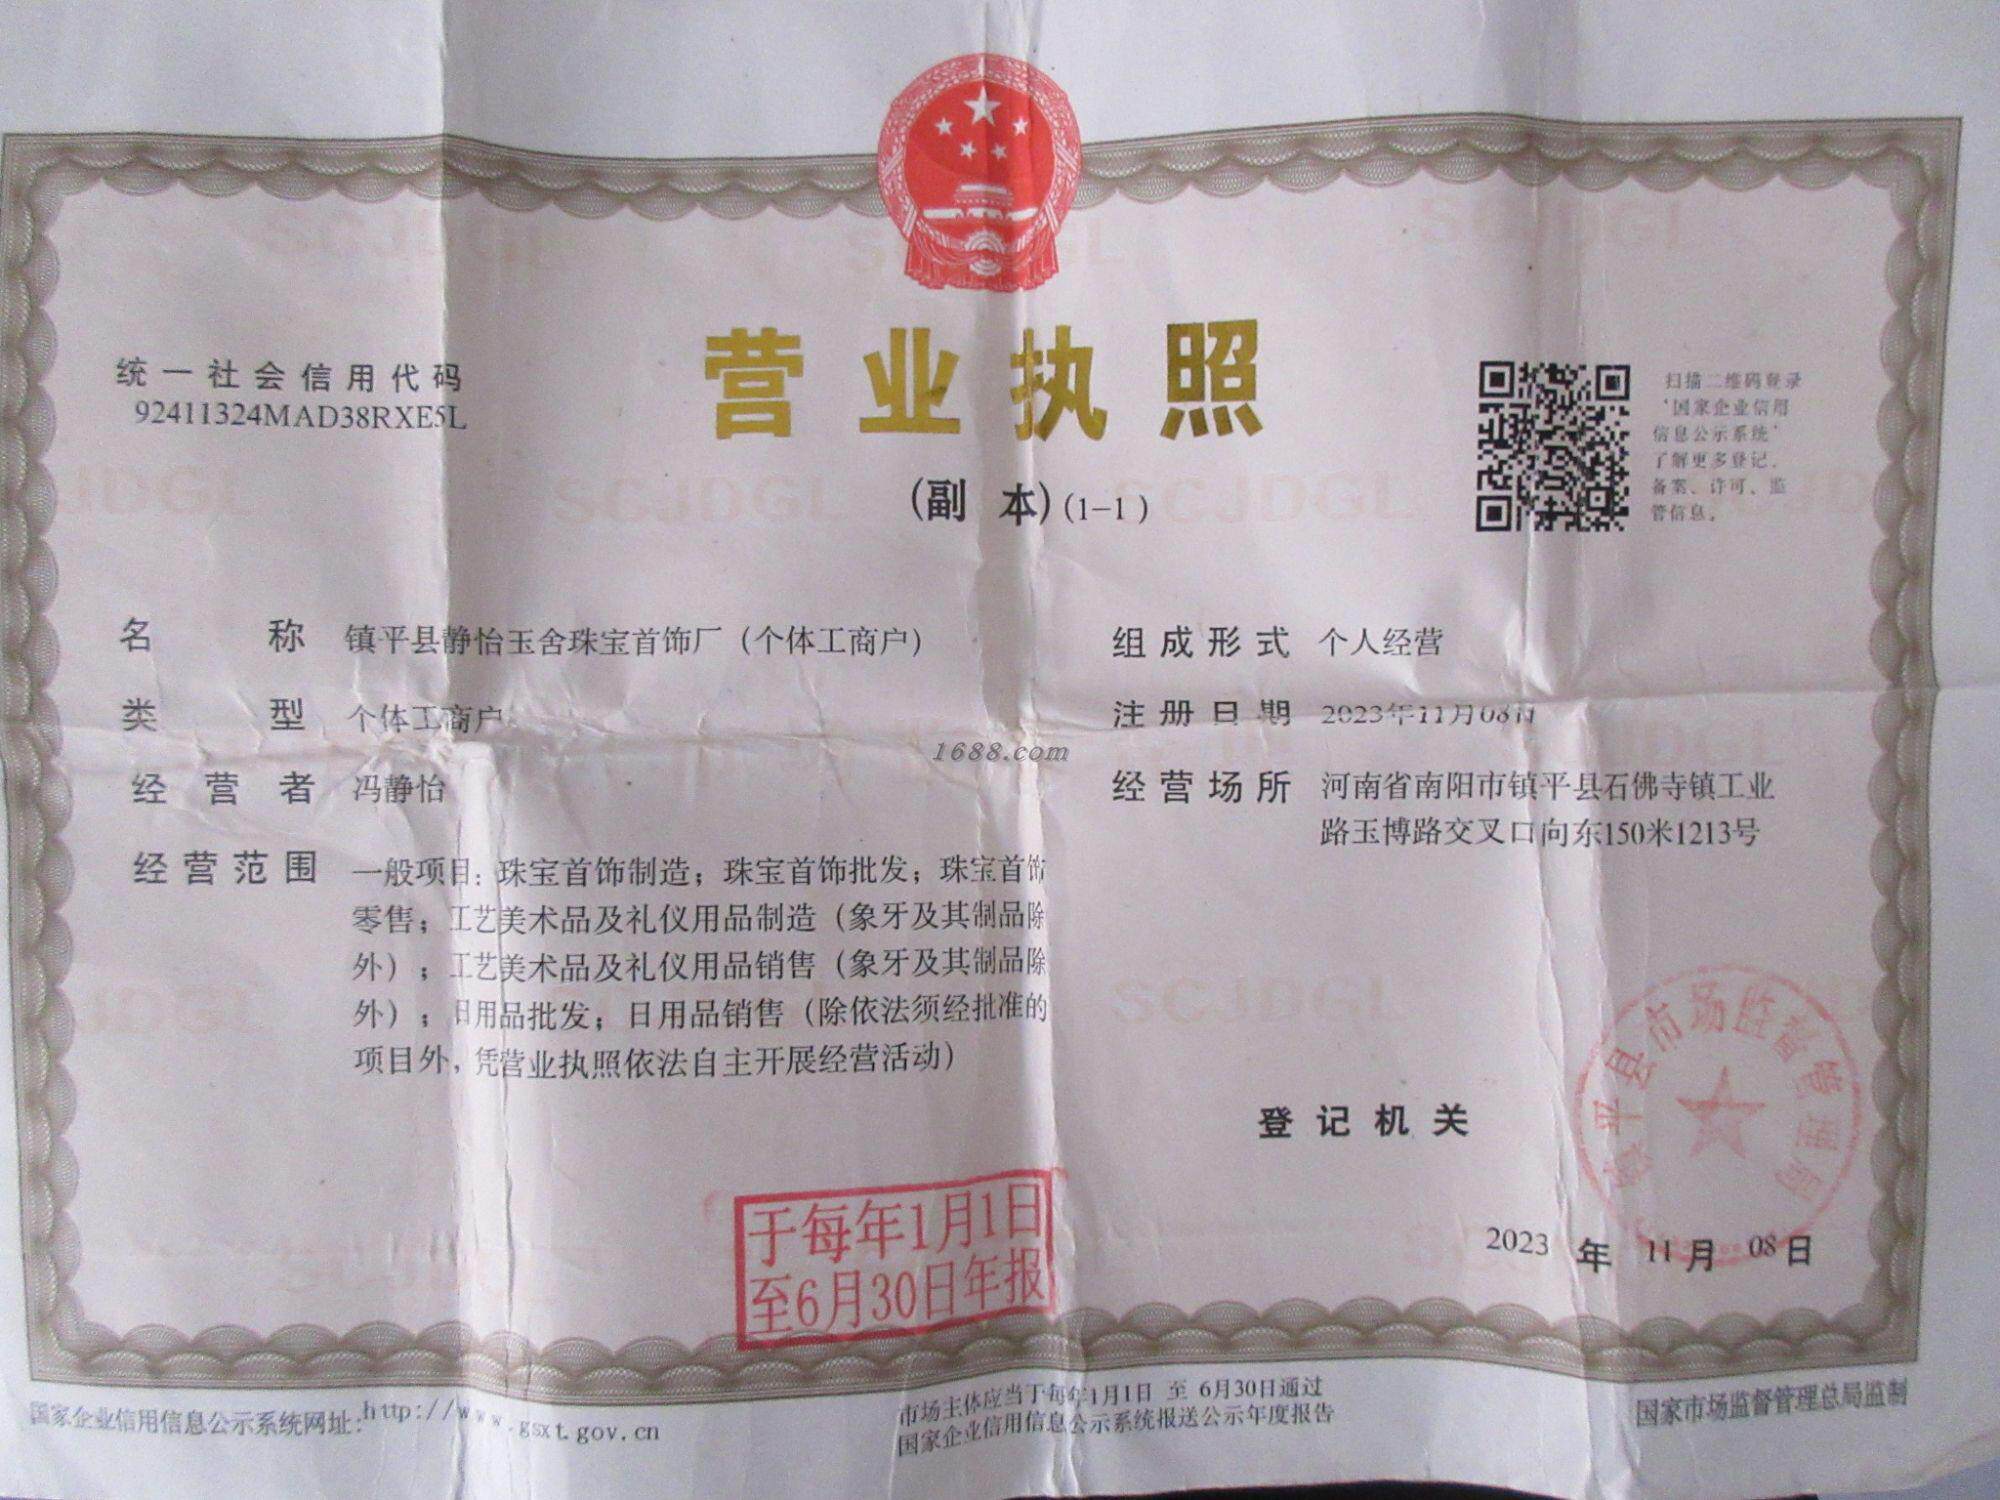 营业执照
(副 本)(1-1)
统一社会信用代码
92411324MAD38RXE5L
扫描二维码登录
'国家企业信用
信息公示系统'
了解更多登记、
备案、许可、监
管信息。
名 称 镇平县静怡玉舍珠宝首饰厂（个体工商户）
类 型 个体工商户
经营者 冯静怡
经营范围 一般项目：珠宝首饰制造；珠宝首饰批发；珠宝首饰
零售；工艺美术品及礼仪用品制造（象牙及其制品除
外）；工艺美术品及礼仪用品销售（象牙及其制品除
外）；日用品批发；日用品销售（除依法须经批准的
项目外，凭营业执照依法自主开展经营活动）
组成形式 个人经营
注册日期 2023年11月08日
经营场所 河南省南阳市镇平县石佛寺镇工业
路玉博路交叉口向东150米1213号
1688.com
登记机关
镇平县市场监督管理局
2023 年 11 月 08 日
于每年1月1日
至6月30日年报
国家企业信用信息公示系统网址:http://www.gsxt.gov.cn
市场主体应当于每年1月1日 至 6月30日通过
国家企业信用信息公示系统报送公示年度报告
国家市场监督管理总局监制
SCJDGL